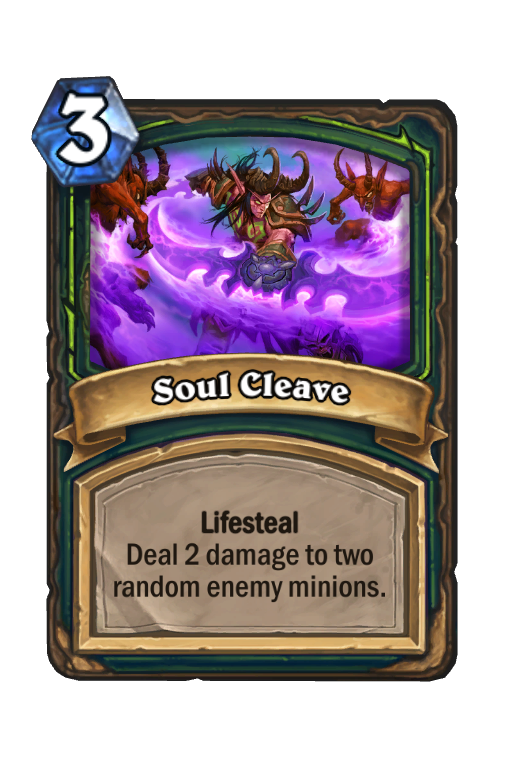 3
Soul Cleave
Lifesteal
Deal 2 damage to two
random enemy minions.